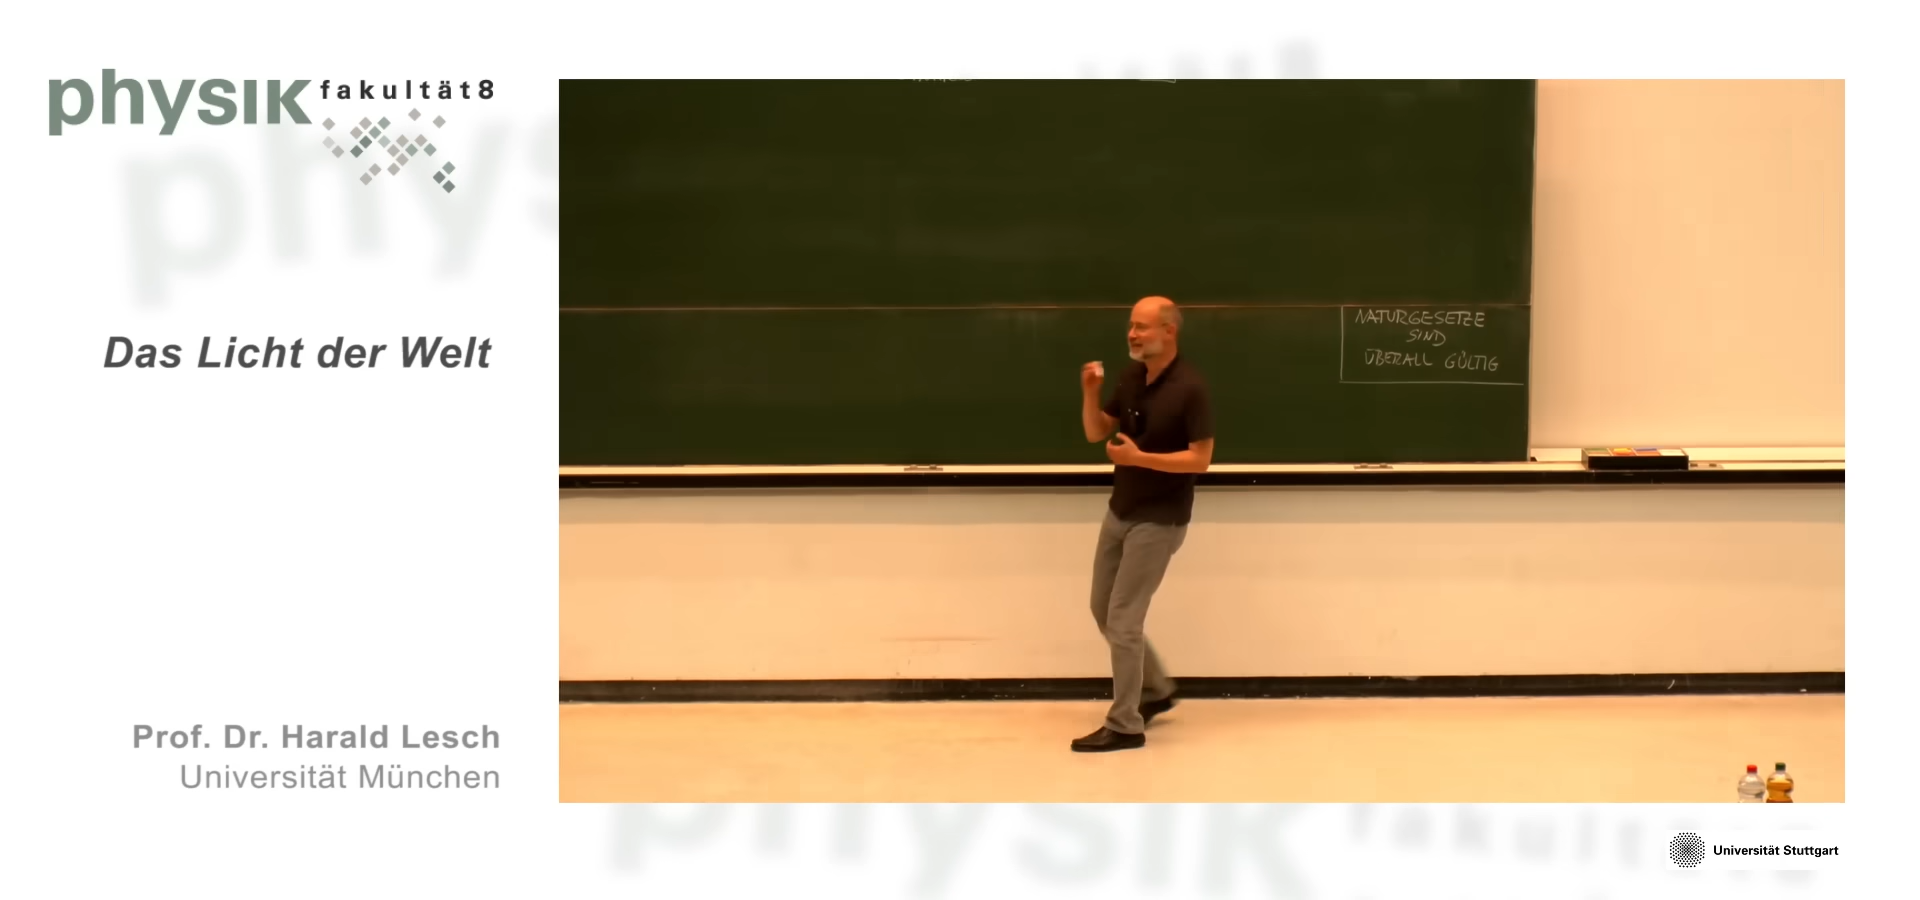 physik fakultät8
Das Licht der Welt
NATURGESETZE
SIND
ÜBERALL GÜLTIG
Prof. Dr. Harald Lesch
Universität München
Universität Stuttgart